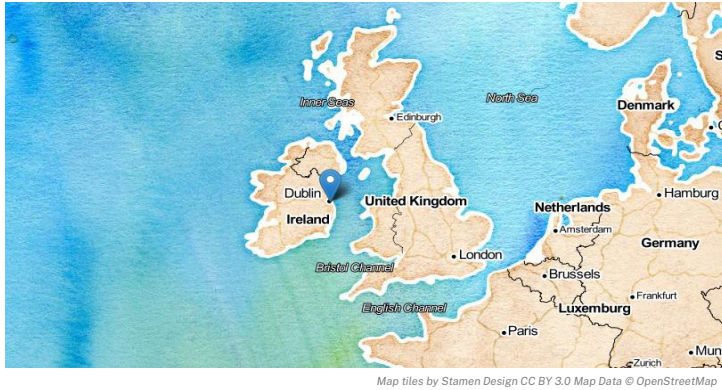 Inner Seas
North Sea
Denmark
Edinburgh
Dublin
Ireland
United Kingdom
Netherlands
Amsterdam
Hamburg
Germany
London
Bristol Channel
Brussels
English Channel
Luxemburg
Frankfurt
Paris
Zurich
Map tiles by Stamen Design CC BY 3.0 Map Data © OpenStreetMap